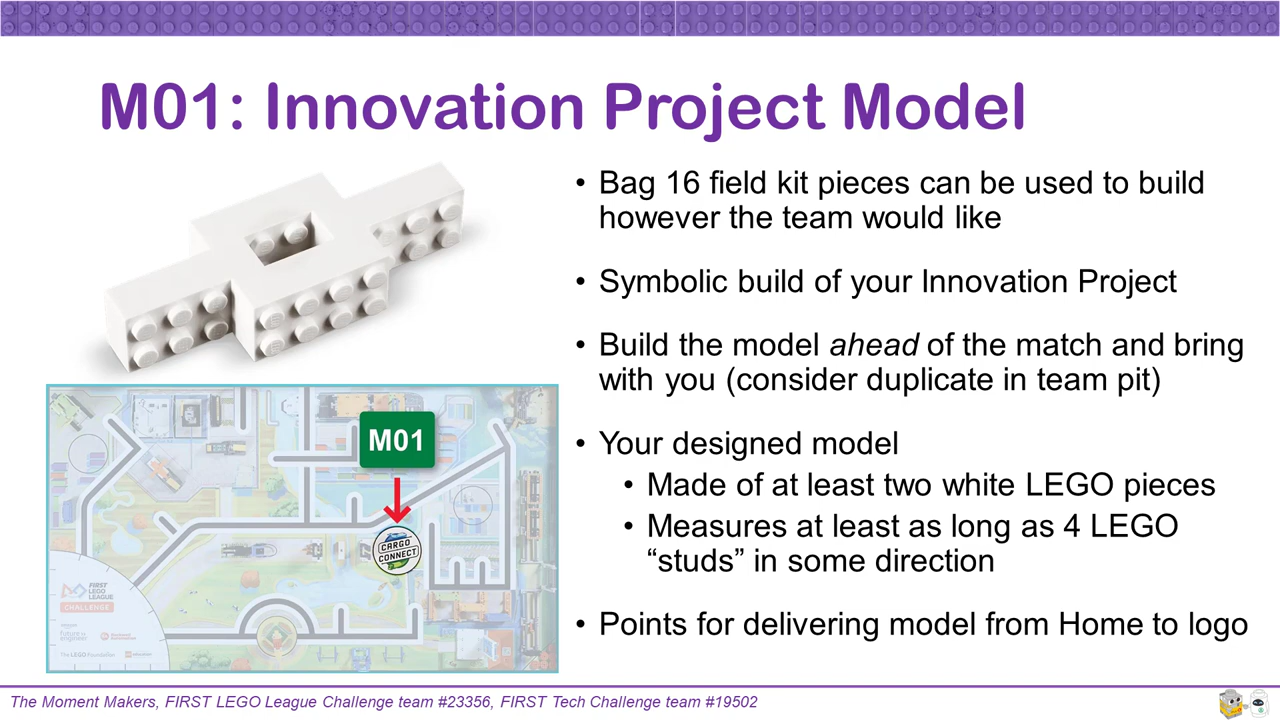 M01: Innovation Project Model
• Bag 16 field kit pieces can be used to build
however the team would like
• Symbolic build of your Innovation Project
• Build the model ahead of the match and bring
with you (consider duplicate in team pit)
• Your designed model
• Made of at least two white LEGO pieces
• Measures at least as long as 4 LEGO
“studs” in some direction
• Points for delivering model from Home to logo
M01
CARGO
CONNECT
FIRST
LEGO
LEAGUE
CHALLENGE
The LEGO Foundation
The Moment Makers, FIRST LEGO League Challenge team #23356, FIRST Tech Challenge team #19502